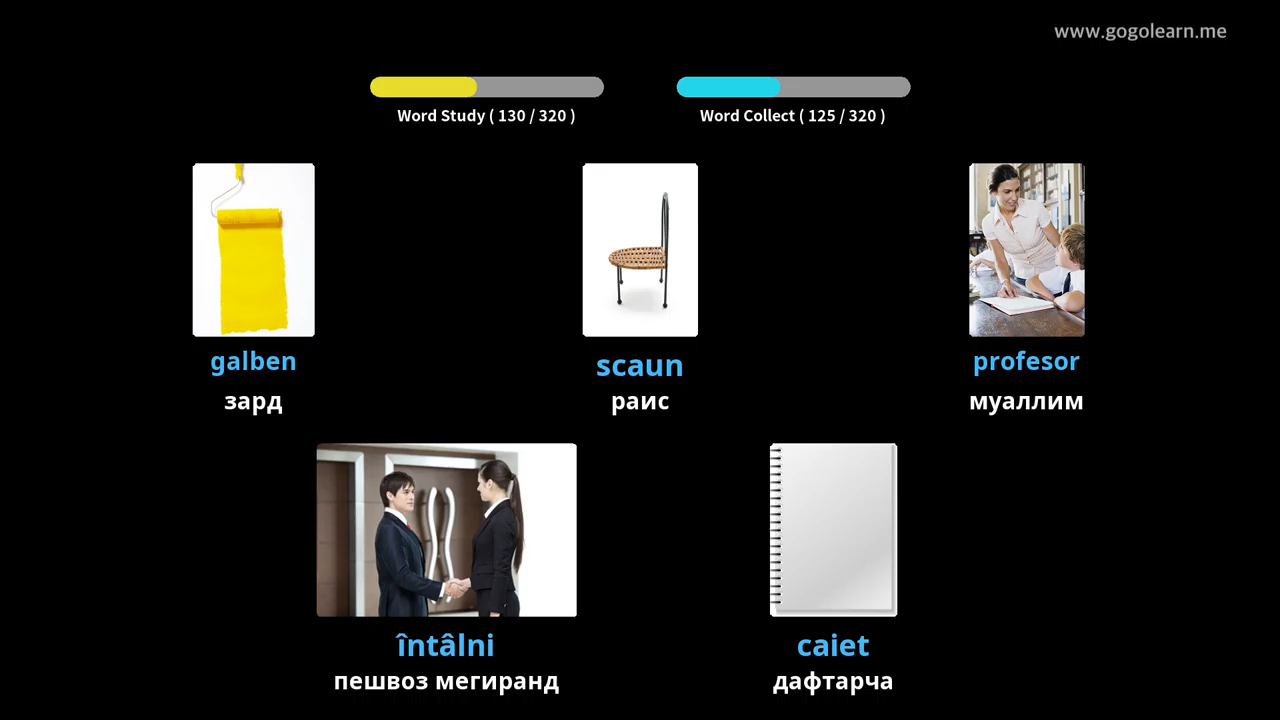 www.gogolearn.me
Word Study ( 130 / 320 )
Word Collect ( 125 / 320 )
galben
scaun
profesor
зард
раис
муаллим
întâlni
caiet
пешвоз мегиранд
дафтарча